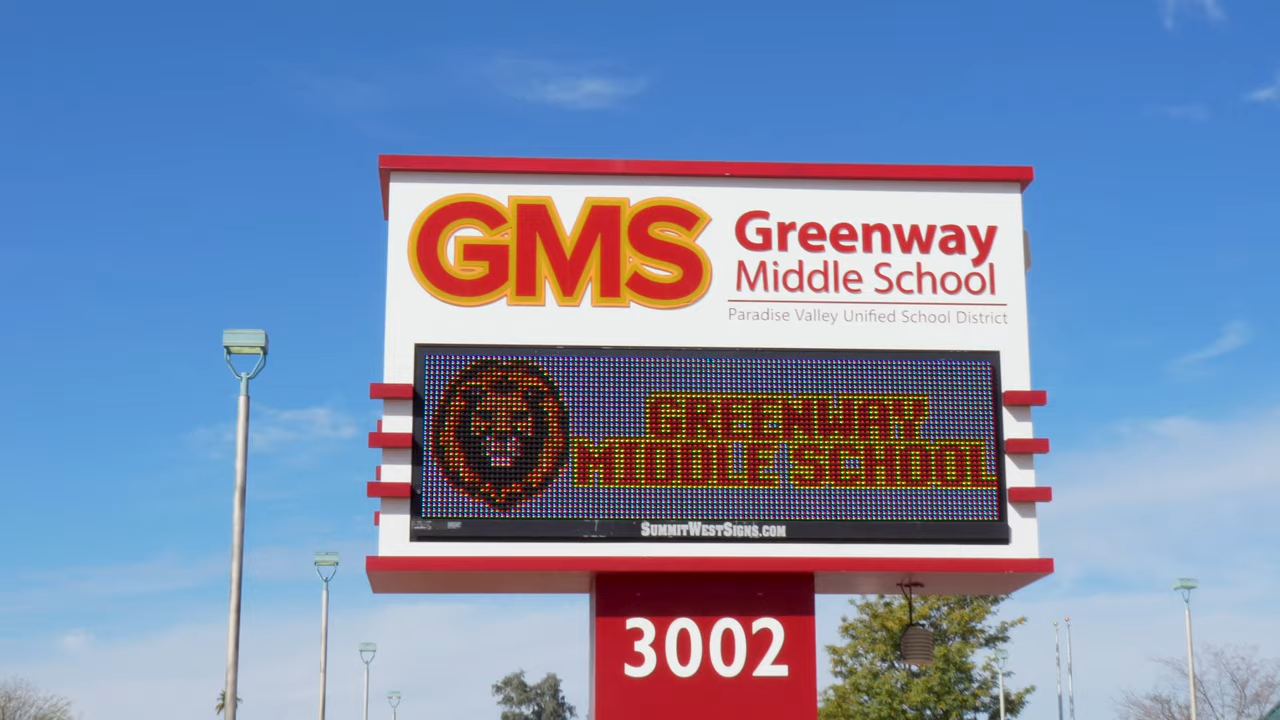 GMS
Greenway
Middle School
Paradise Valley Unified School District
GREENWAY
MIDDLE SCHOOL
SUMMITWESTSIGNS.COM
3002